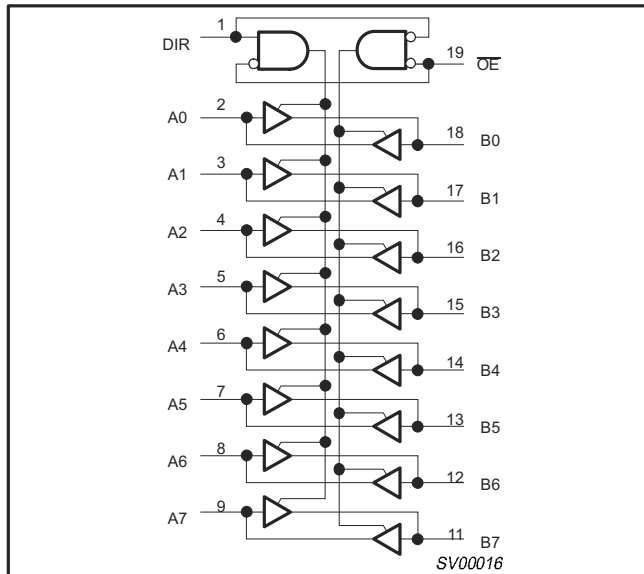 1
DIR
19
OE
A0 2
18 B0
A1 3
17 B1
A2 4
16 B2
A3 5
15 B3
A4 6
14 B4
A5 7
13 B5
A6 8
12 B6
A7 9
11 B7
SV00016